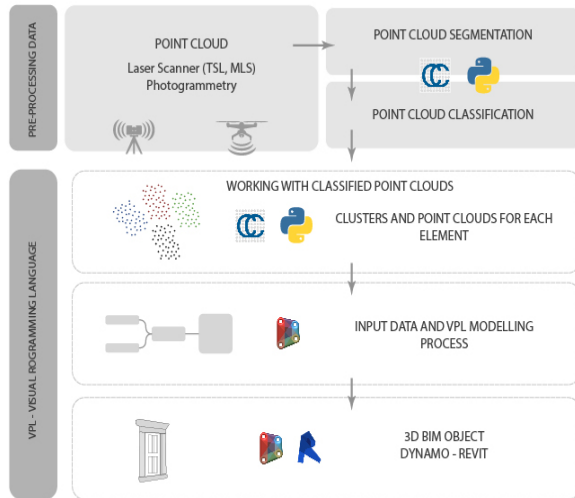 PRE-PROCESSING DATA
POINT CLOUD
Laser Scanner (TSL, MLS)
Photogrammetry
POINT CLOUD SEGMENTATION
CC
POINT CLOUD CLASSIFICATION
VPL - VISUAL ROGRAMMING LANGUAGE
WORKING WITH CLASSIFIED POINT CLOUDS
CC
CLUSTERS AND POINT CLOUDS FOR EACH
ELEMENT
INPUT DATA AND VPL MODELLING
PROCESS
R
3D BIM OBJECT
DYNAMO - REVIT